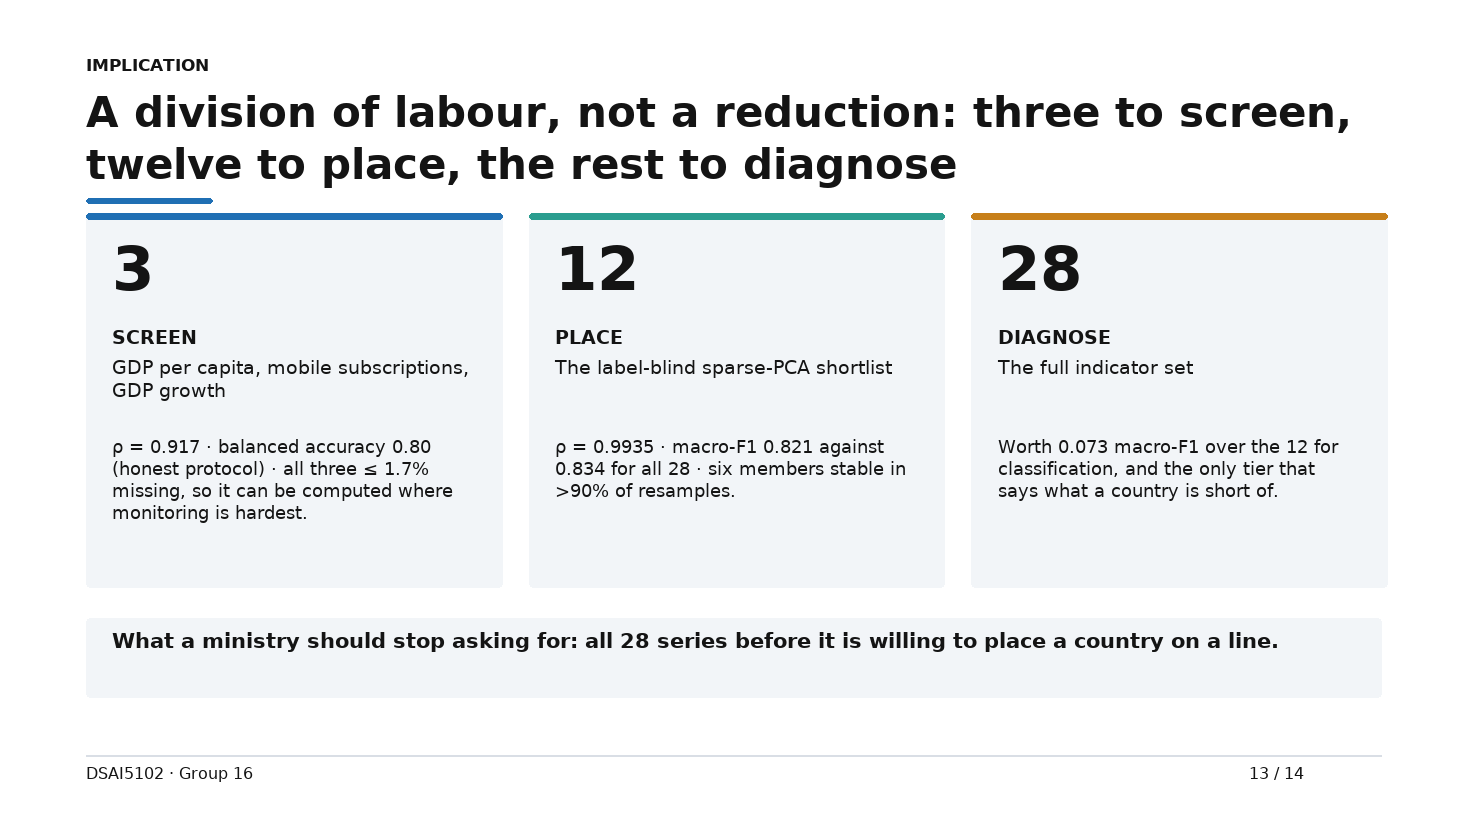 IMPLICATION
A division of labour, not a reduction: three to screen,
twelve to place, the rest to diagnose
3
SCREEN
GDP per capita, mobile subscriptions,
GDP growth
ρ = 0.917 · balanced accuracy 0.80
(honest protocol) · all three ≤ 1.7%
missing, so it can be computed where
monitoring is hardest.
12
PLACE
The label-blind sparse-PCA shortlist
ρ = 0.9935 · macro-F1 0.821 against
0.834 for all 28 · six members stable in
>90% of resamples.
28
DIAGNOSE
The full indicator set
Worth 0.073 macro-F1 over the 12 for
classification, and the only tier that
says what a country is short of.
What a ministry should stop asking for: all 28 series before it is willing to place a country on a line.
DSAI5102 · Group 16
13 / 14